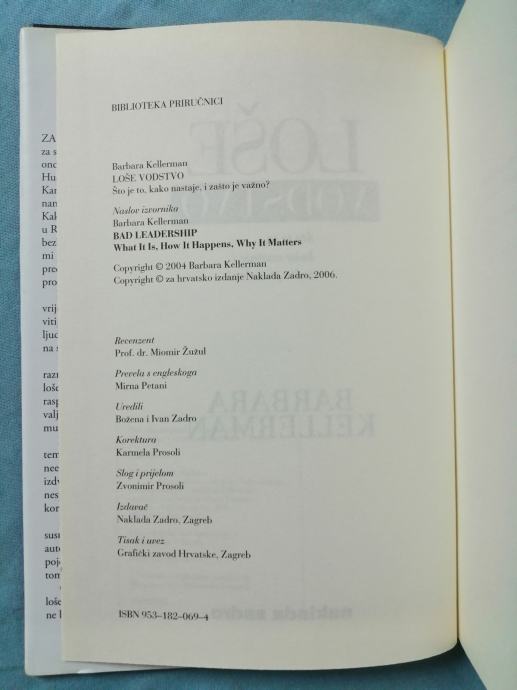 BIBLIOTEKA PRIRUČNICI
Barbara Kellerman
LOŠE VODSTVO
Što je to, kako nastaje, i zašto je važno?
Naslov izvornika
Barbara Kellerman
BAD LEADERSHIP
What It Is, How It Happens, Why It Matters
Copyright © 2004 Barbara Kellerman
Copyright © za hrvatsko izdanje Naklada Zadro, 2006.
Recenzent
Prof. dr. Miomir Žužul
Prevela s engleskoga
Mirna Petani
Uredili
Božena i Ivan Zadro
Korektura
Karmela Prosoli
Slog i prijelom
Zvonimir Prosoli
Izdavač
Naklada Zadro, Zagreb
Tisak i uvez
Grafički zavod Hrvatske, Zagreb
ISBN 953–182–069–4